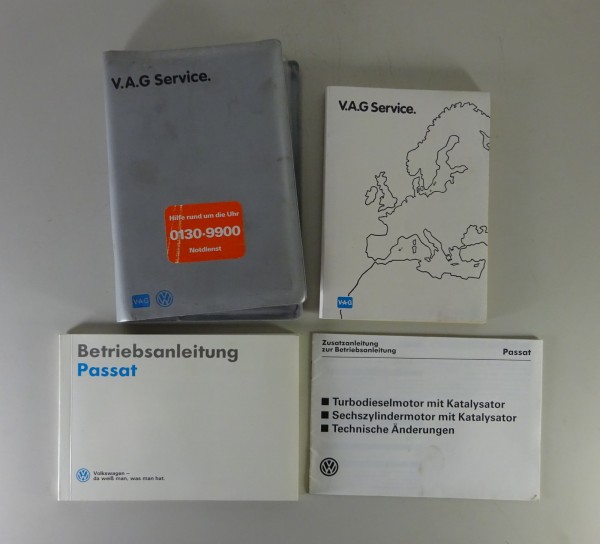 V.A.G Service.
Hilfe rund um die Uhr
0130-9900
Notdienst
V.A.G
V.A.G Service.
V.A.G
Betriebsanleitung
Passat
Volkswagen –
da weiß man, was man hat.
Zusatzanleitung
zur Betriebsanleitung
Passat
Turbodieselmotor mit Katalysator
Sechszylindermotor mit Katalysator
Technische Änderungen